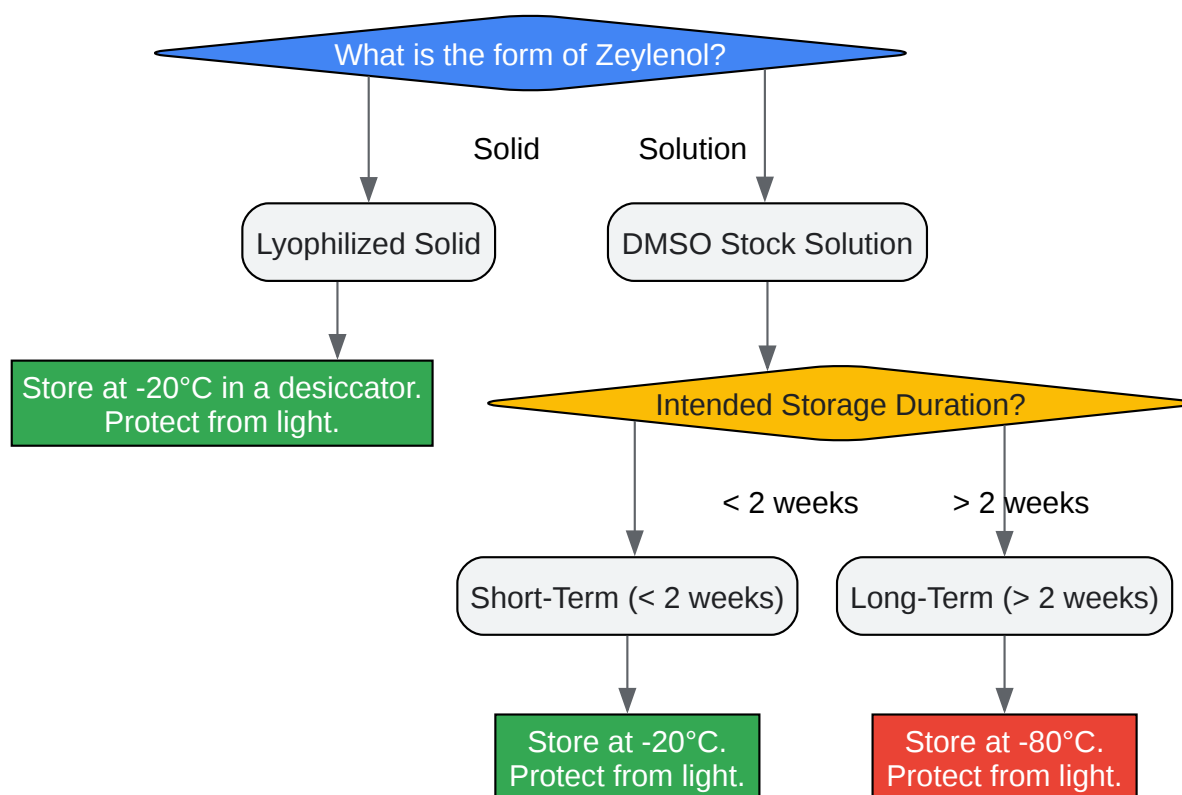 What is the form of Zeylenol?
Solid
Solution
Lyophilized Solid
DMSO Stock Solution
Store at -20°C in a desiccator.
Protect from light.
Intended Storage Duration?
< 2 weeks
> 2 weeks
Short-Term (< 2 weeks)
Long-Term (> 2 weeks)
Store at -20°C.
Protect from light.
Store at -80°C.
Protect from light.